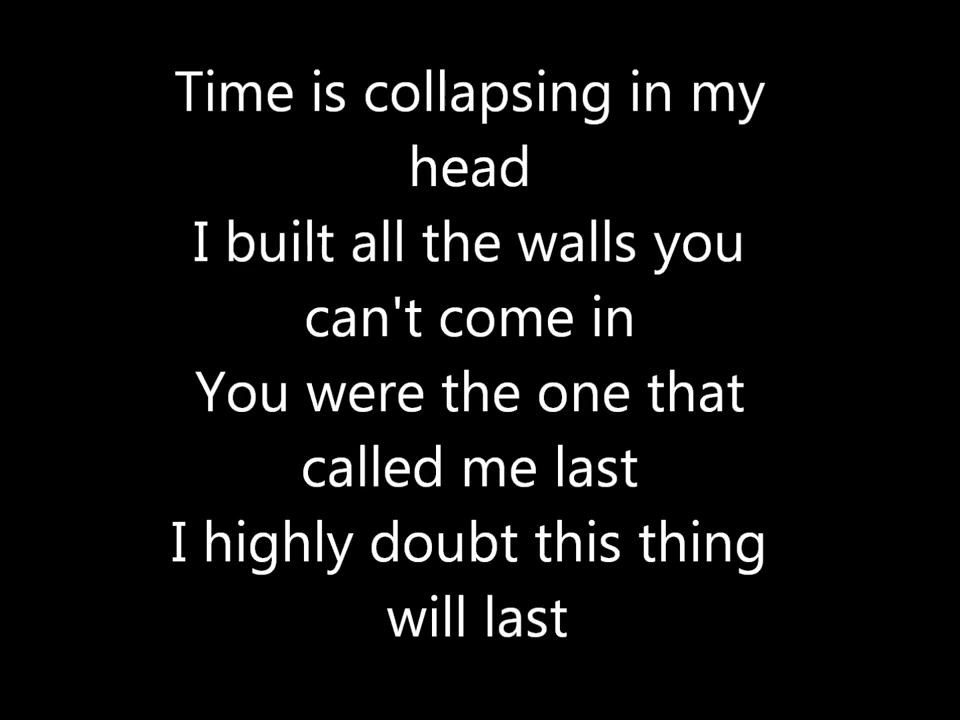 Time is collapsing in my
head
I built all the walls you
can't come in
You were the one that
called me last
I highly doubt this thing
will last